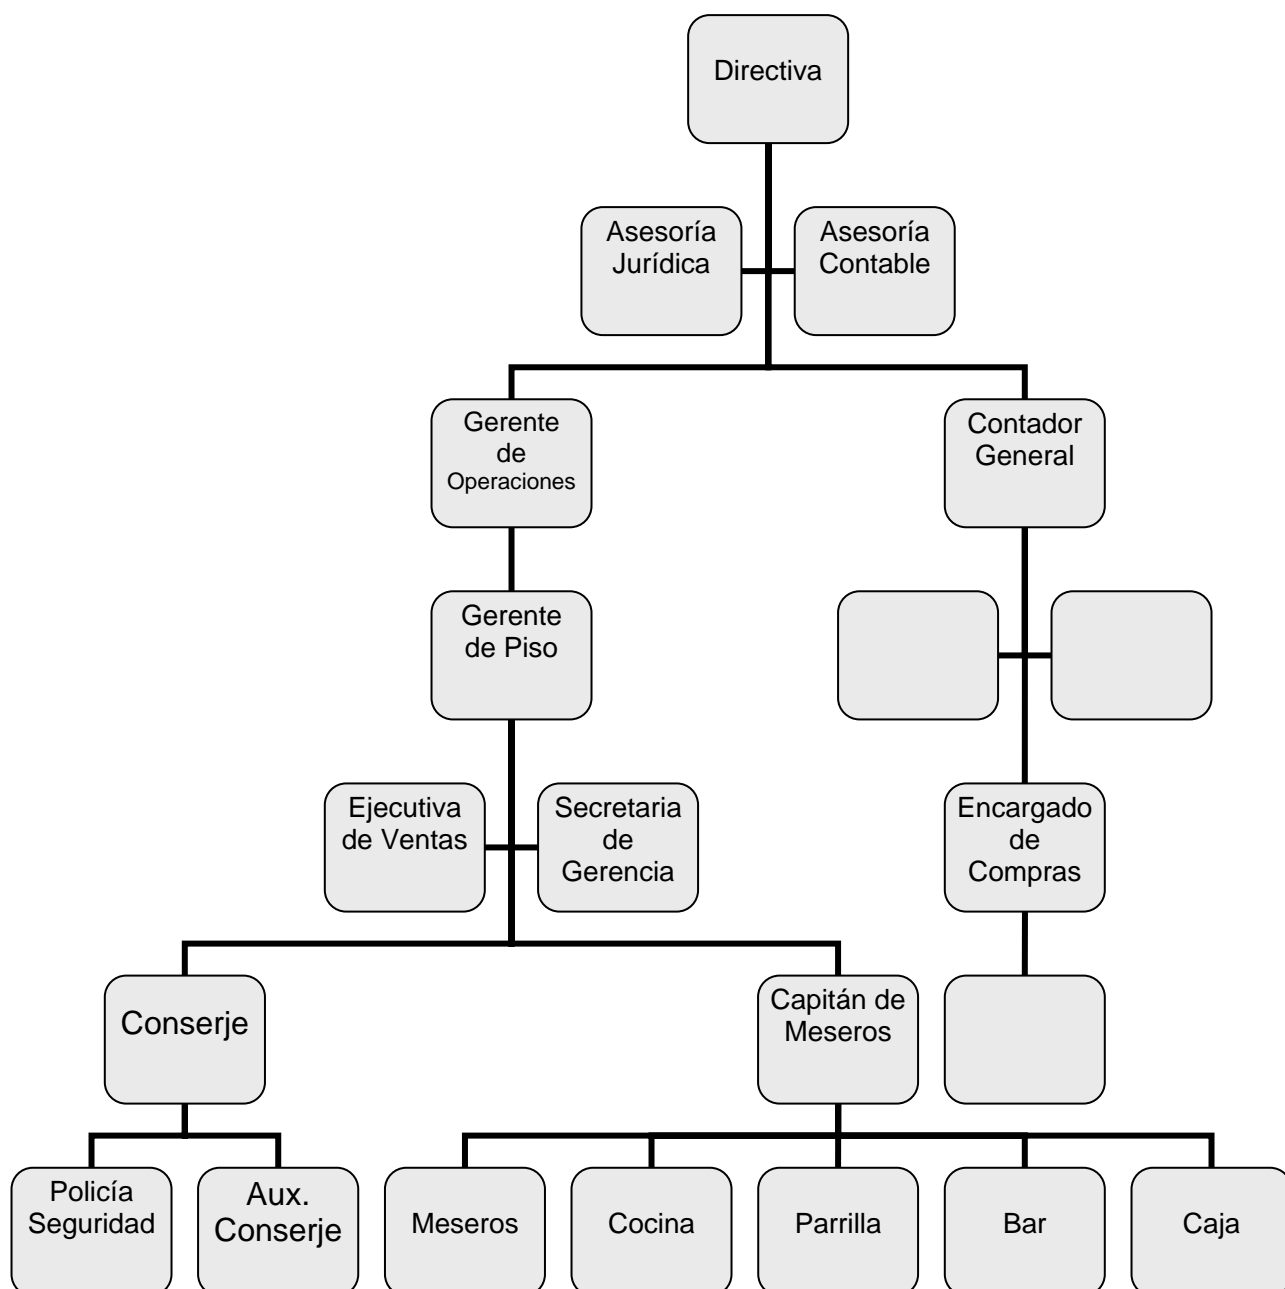 Directiva
Asesoría
Jurídica
Asesoría
Contable
Gerente
de
Operaciones
Contador
General
Gerente
de Piso
Ejecutiva
de Ventas
Secretaria
de
Gerencia
Encargado
de
Compras
Conserje
Capitán de
Meseros
Policía
Seguridad
Aux.
Conserje
Meseros
Cocina
Parrilla
Bar
Caja